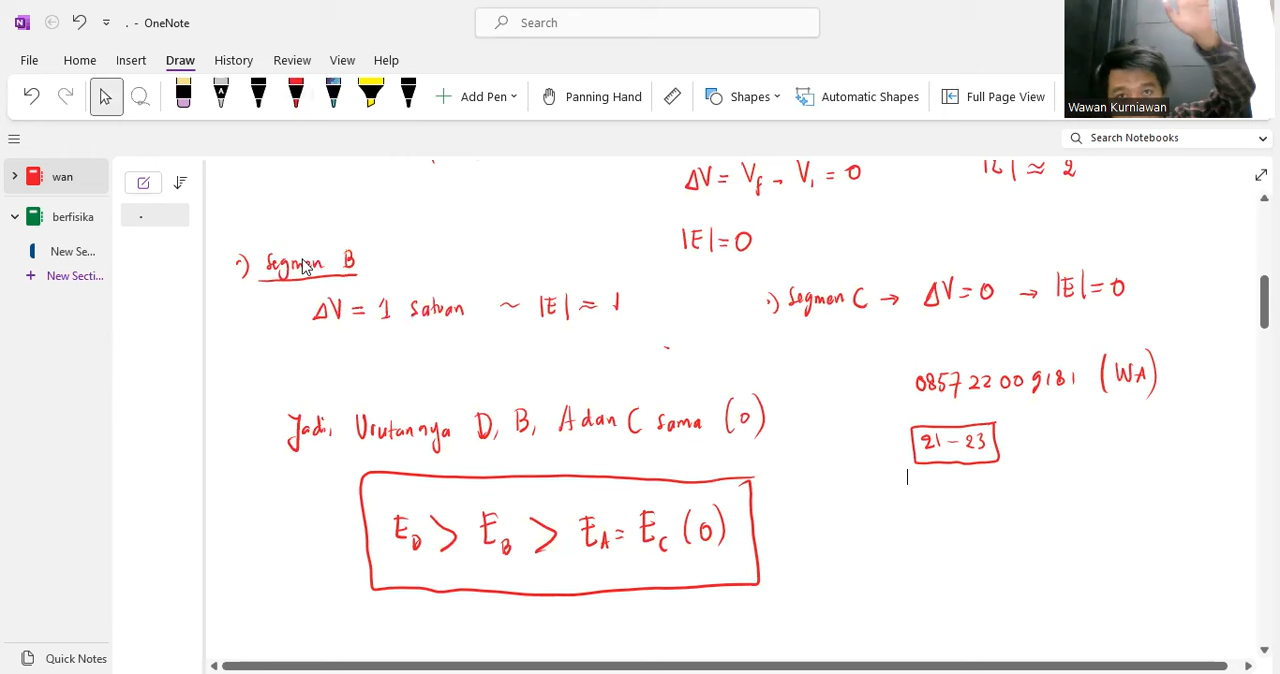 . - OneNote
Search
File Home Insert Draw History Review View Help
Add Pen
Panning Hand
Shapes
Automatic Shapes
Full Page View
Wawan Kurniawan
Search Notebooks
wan
berfisika
.
New Se...
New Secti...
ΔV = Vf - Vi = 0
≈ 2
|E| = 0
•) Segmen B
ΔV = 1 satuan ~ |E| ≈ 1
•) Segmen C → ΔV = 0 → |E| = 0
0857 22 00 9181 (WA)
21 - 23
Jadi, Urutannya D, B, A dan C sama (0)
E_D > E_B > E_A = E_C (0)
Quick Notes